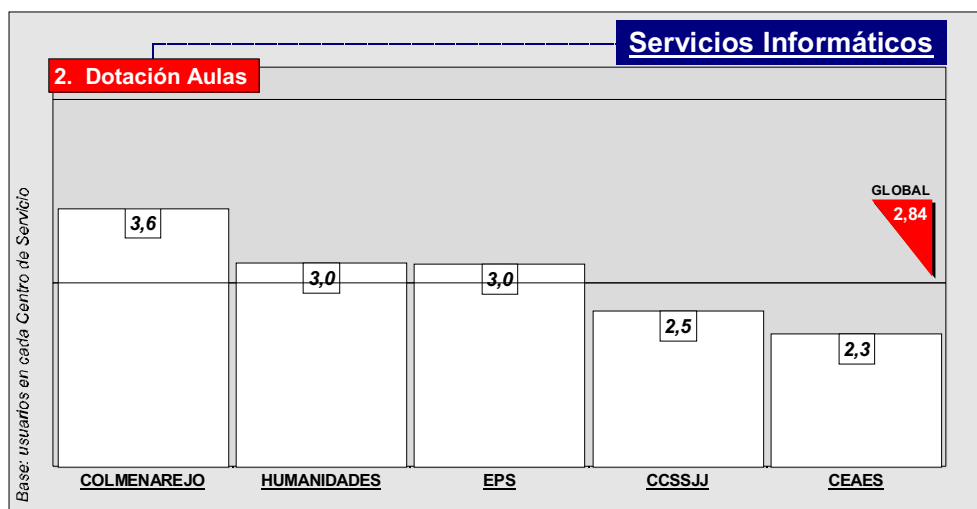 Servicios Informáticos
2. Dotación Aulas
Base: usuarios en cada Centro de Servicio
GLOBAL
2,84
3,6
3,0
3,0
2,5
2,3
COLMENAREJO
HUMANIDADES
EPS
CCSSJJ
CEAES